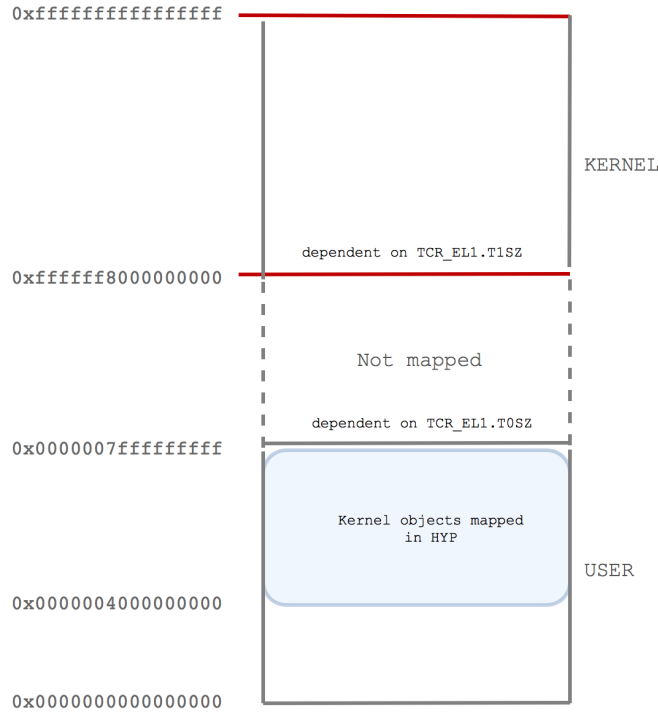 0xffffffffffffffff
KERNEL
dependent on TCR_EL1.T1SZ
0xffffff8000000000
Not mapped
dependent on TCR_EL1.T0SZ
0x0000007fffffffff
Kernel objects mapped
in HYP
USER
0x0000004000000000
0x0000000000000000